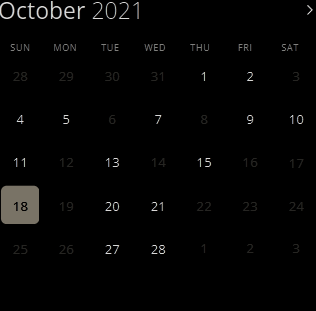 October 2021
SUN MON TUE WED THU FRI SAT
28 29 30 31 1 2 3
4 5 6 7 8 9 10
11 12 13 14 15 16 17
18 19 20 21 22 23 24
25 26 27 28 1 2 3